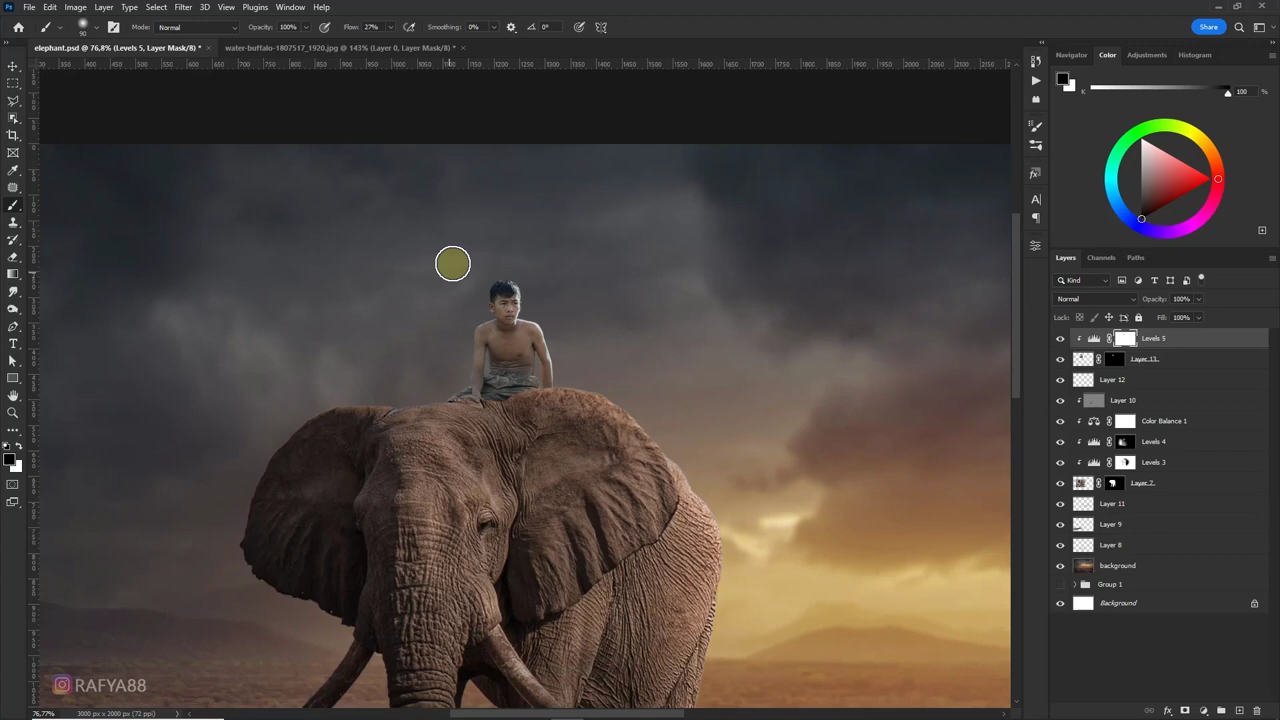 File Edit Image Layer Type Select Filter 3D View Plugins Window Help
90 Mode: Normal Opacity: 100% Flow: 27% Smoothing: 0% 0° Share
elephant.psd @ 76,8% (Levels 5, Layer Mask/8) * × water-buffalo-1807517_1920.jpg @ 143% (Layer 0, Layer Mask/8) * ×
Navigator Color Adjustments Histogram
K 100 %
Layers Channels Paths
Kind
Normal Opacity: 100%
Lock: Fill: 100%
Levels 5
Layer 13
Layer 12
Layer 10
Color Balance 1
Levels 4
Levels 3
Layer 7
Layer 11
Layer 9
Layer 8
background
Group 1
Background
RAFYA88
76,77% 3000 px x 2000 px (72 ppi)